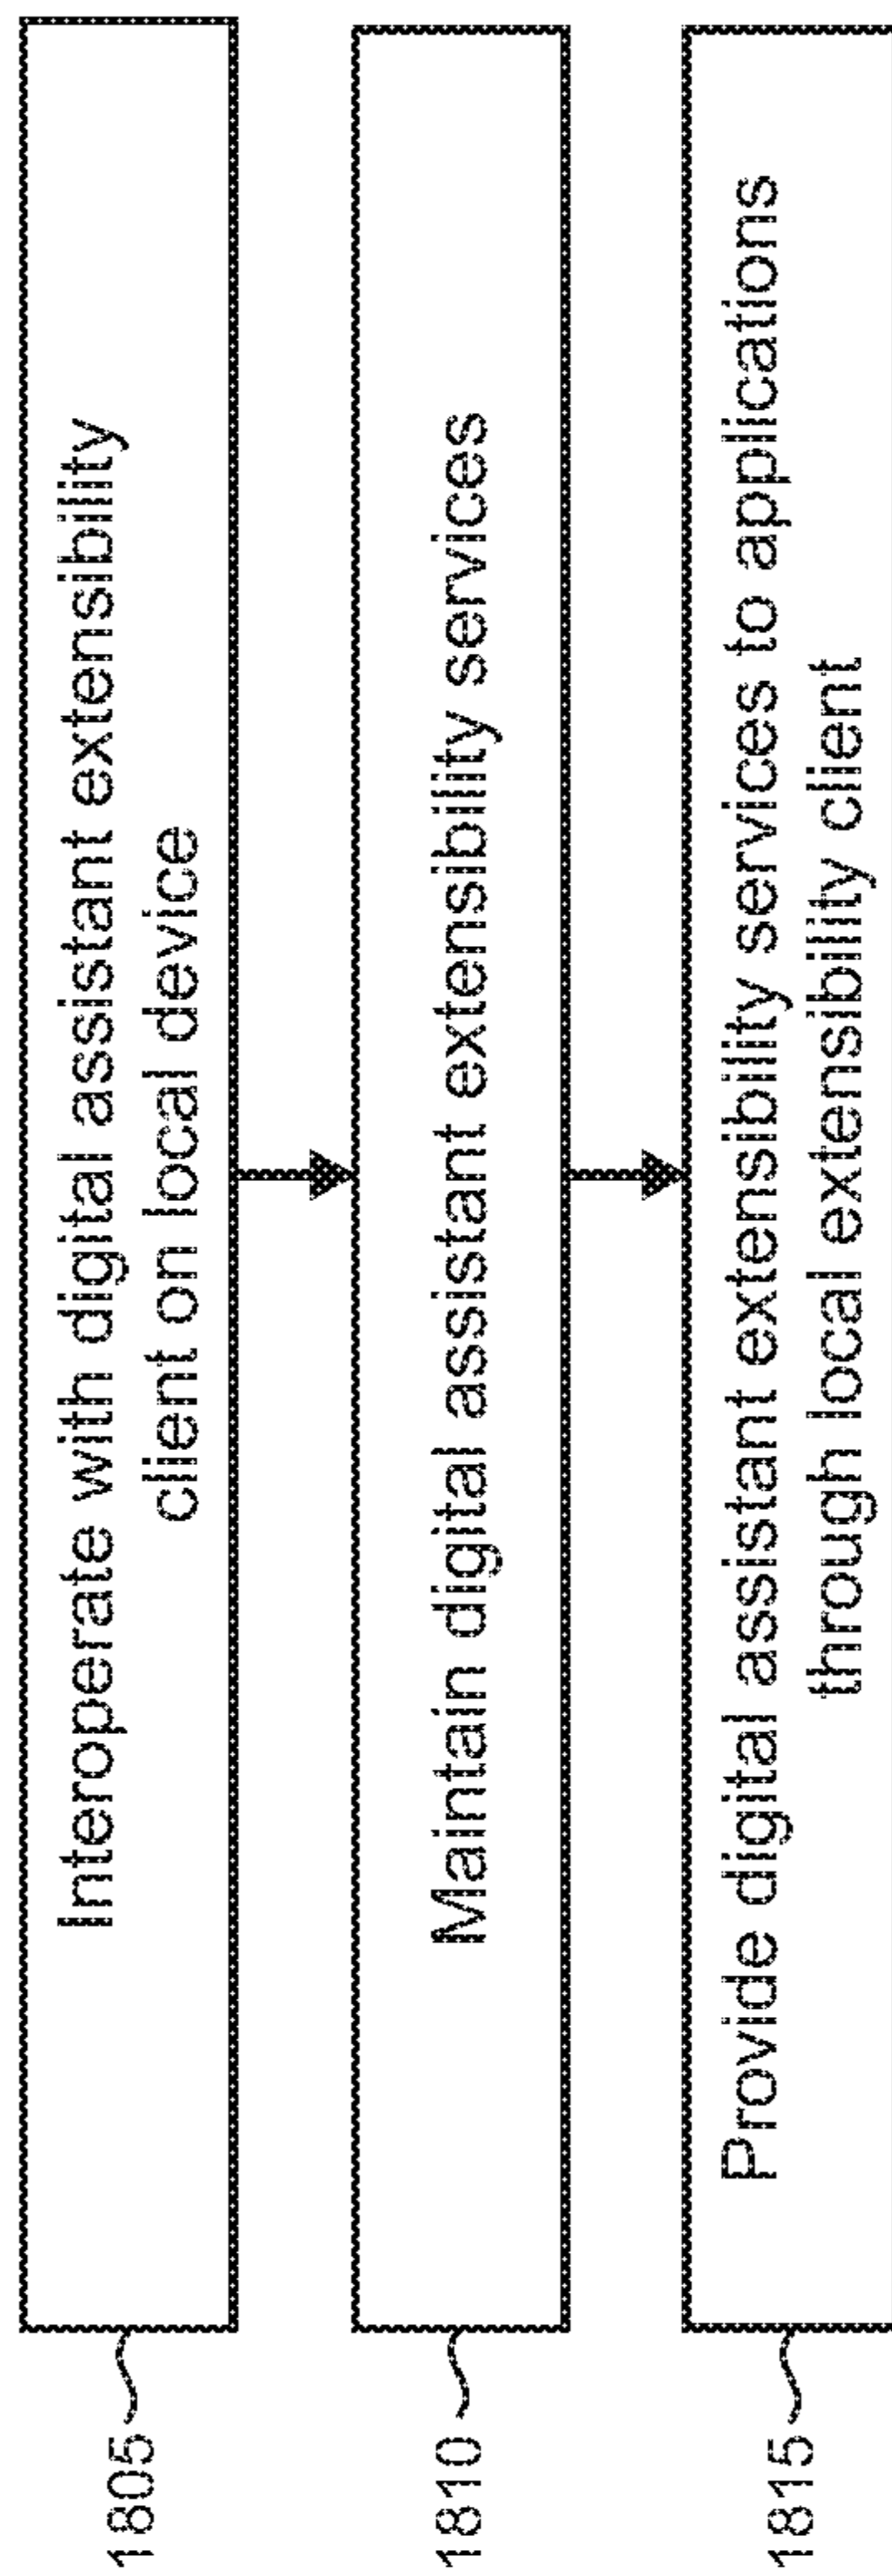 1805
Interoperate with digital assistant extensibility
client on local device
1810
Maintain digital assistant extensibility services
1815
Provide digital assistant extensibility services to applications
through local extensibility client